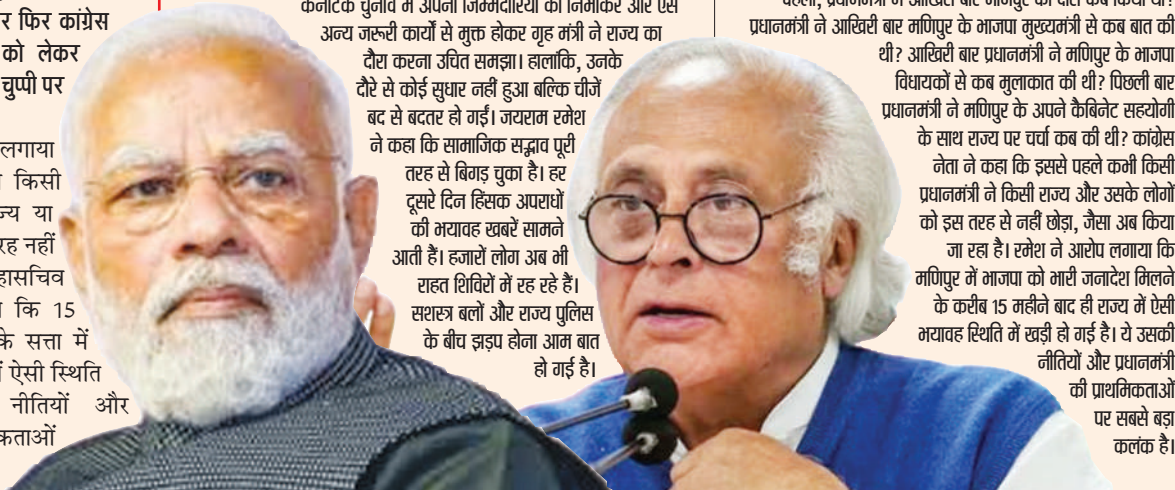 र फिर कांग्रेस
को लेकर
चुप्पी पर
लगाया
किसी
ज्य या
रह नहीं
हासचिव
कि 15
के सत्ता में
ऐसी स्थिति
नीतियों और
कताओं
कर्नाटक चुनाव में अपनी जिम्मेदारियों को निभाकर और ऐसे
अन्य जरूरी कार्यों से मुक्त होकर गृह मंत्री ने राज्य का
दौरा करना उचित समझा। हालांकि, उनके
दौरे से कोई सुधार नहीं हुआ बल्कि चीजें
बद से बदतर हो गईं। जयराम रमेश
ने कहा कि सामाजिक सद्भाव पूरी
तरह से बिगड़ चुका है। हर
दूसरे दिन हिंसक अपराधों
की भयावह खबरें सामने
आती हैं। हजारों लोग अब भी
राहत शिविरों में रह रहे हैं।
सशस्त्र बलों और राज्य पुलिस
के बीच झड़प होना आम बात
हो गई है।
पहला, प्रधानमंत्री ने आखिरी बार मणिपुर का दौरा कब किया था?
प्रधानमंत्री ने आखिरी बार मणिपुर के भाजपा मुख्यमंत्री से कब बात की
थी? आखिरी बार प्रधानमंत्री ने मणिपुर के भाजपा
विधायकों से कब मुलाकात की थी? पिछली बार
प्रधानमंत्री ने मणिपुर के अपने कैबिनेट सहयोगी
के साथ राज्य पर चर्चा कब की थी? कांग्रेस
नेता ने कहा कि इससे पहले कभी किसी
प्रधानमंत्री ने किसी राज्य और उसके लोगों
को इस तरह से नहीं छोड़ा, जैसा अब किया
जा रहा है। रमेश ने आरोप लगाया कि
मणिपुर में भाजपा को भारी जनादेश मिलने
के करीब 15 महीने बाद ही राज्य में ऐसी
भयावह स्थिति में खड़ी हो गई है। ये उसकी
नीतियों और प्रधानमंत्री
की प्राथमिकताओं
पर सबसे बड़ा
कलंक है।